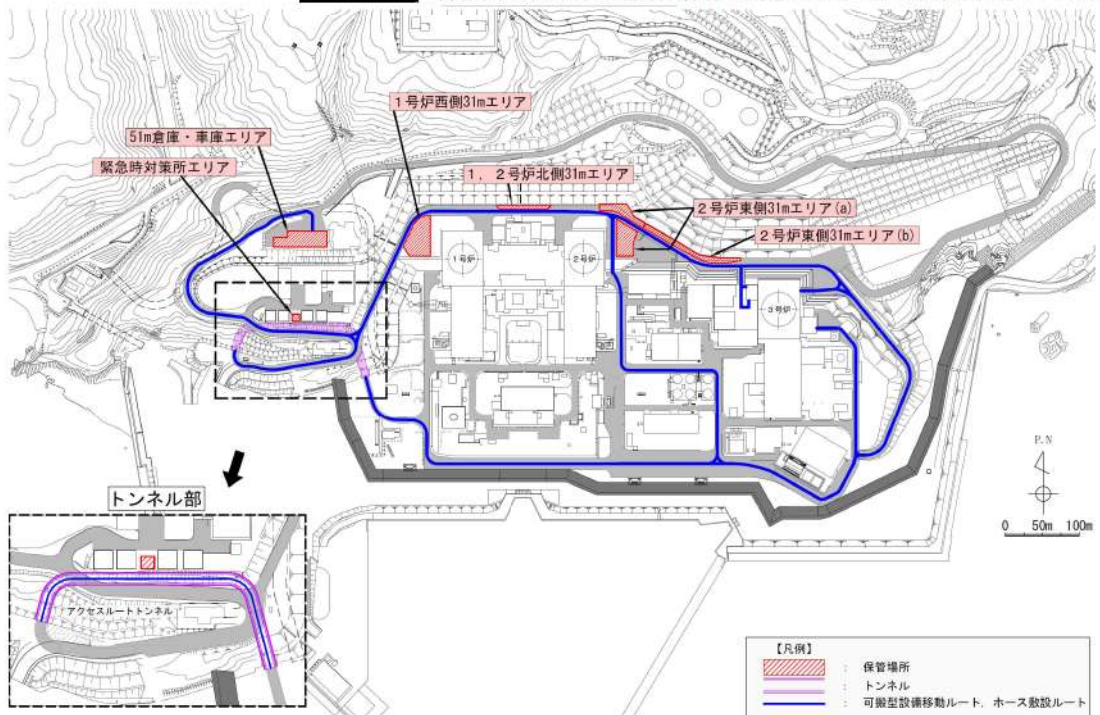 1号炉西側31mエリア
51m倉庫・車庫エリア
緊急時対策所エリア
1，2号炉北側31mエリア
2号炉東側31mエリア(a)
2号炉東側31mエリア(b)
1号炉
2号炉
3号炉
P.N
0 50m 100m
トンネル部
アクセスルートトンネル
【凡例】
： 保管場所
： トンネル
： 可搬型設備移動ルート，ホース敷設ルート